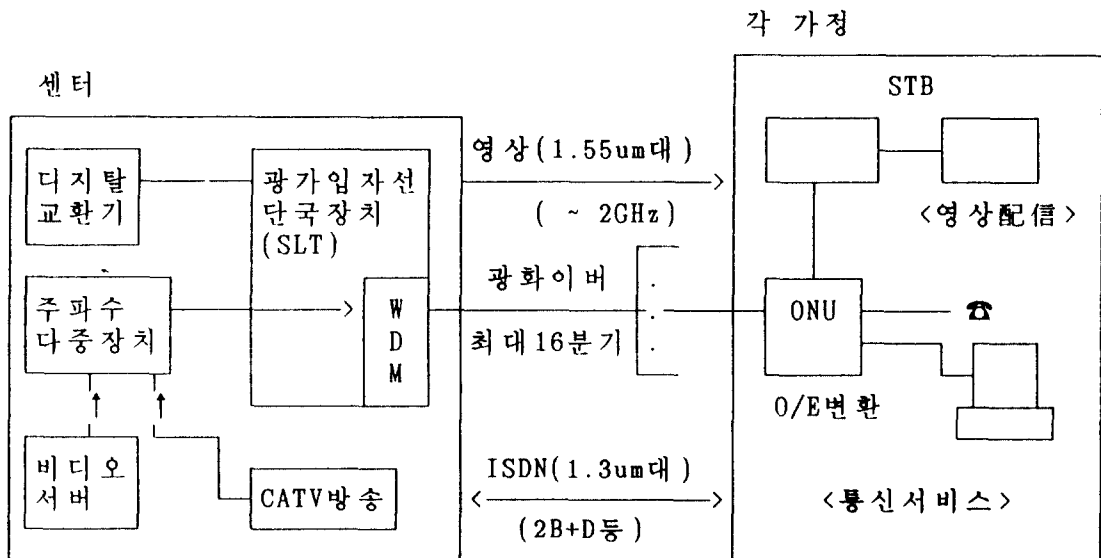 각 가정
센터
STB
디지탈
교환기
광가입자선
단국장치
(SLT)
영상(1.55um대)
( ~ 2GHz)
<영상配信>
주파수
다중장치
W
D
M
광화이버
최대16분기
ONU
O/E변환
비디오
서버
CATV방송
ISDN(1.3um대)
(2B+D등)
<통신서비스>